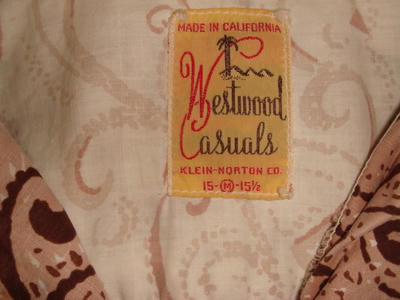 MADE IN CALIFORNIA
Westwood
Casuals
KLEIN-NORTON CO.
15-M-15½